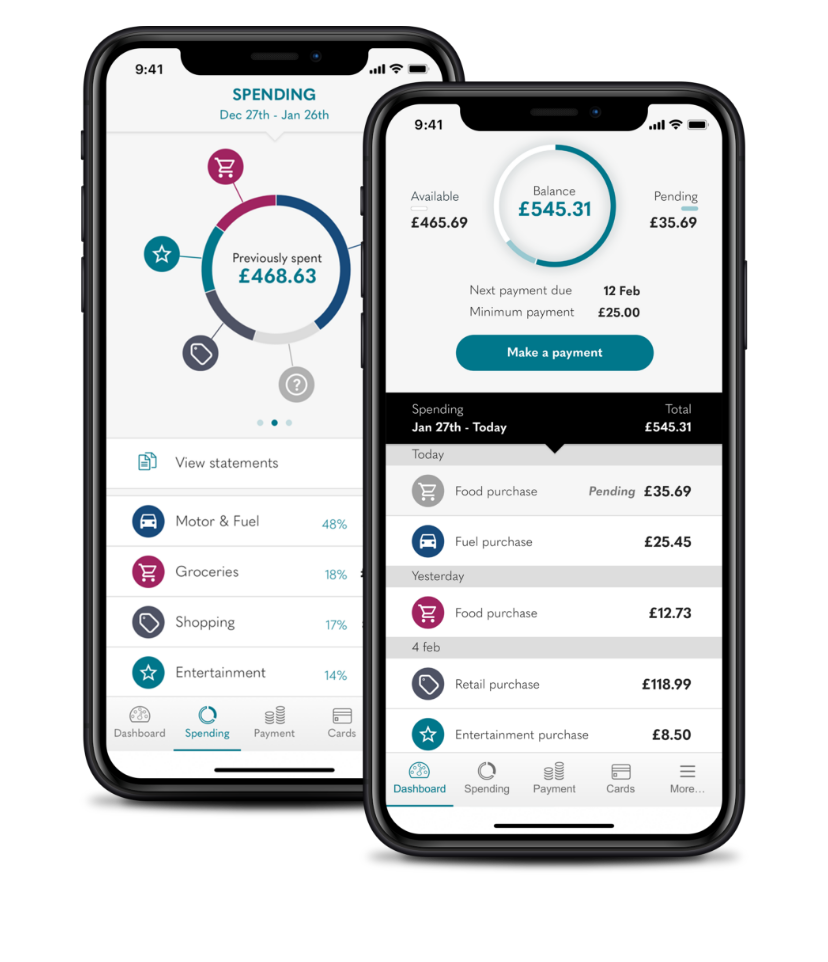 9:41
SPENDING
Dec 27th - Jan 26th
Previously spent
£468.63
?
View statements
Motor & Fuel 48%
Groceries 18%
Shopping 17%
Entertainment 14%
Dashboard Spending Payment Cards
9:41
Available
£465.69
Balance
£545.31
Pending
£35.69
Next payment due 12 Feb
Minimum payment £25.00
Make a payment
Spending Total
Jan 27th - Today £545.31
Today
Food purchase Pending £35.69
Fuel purchase £25.45
Yesterday
Food purchase £12.73
4 feb
Retail purchase £118.99
Entertainment purchase £8.50
Dashboard Spending Payment Cards More...